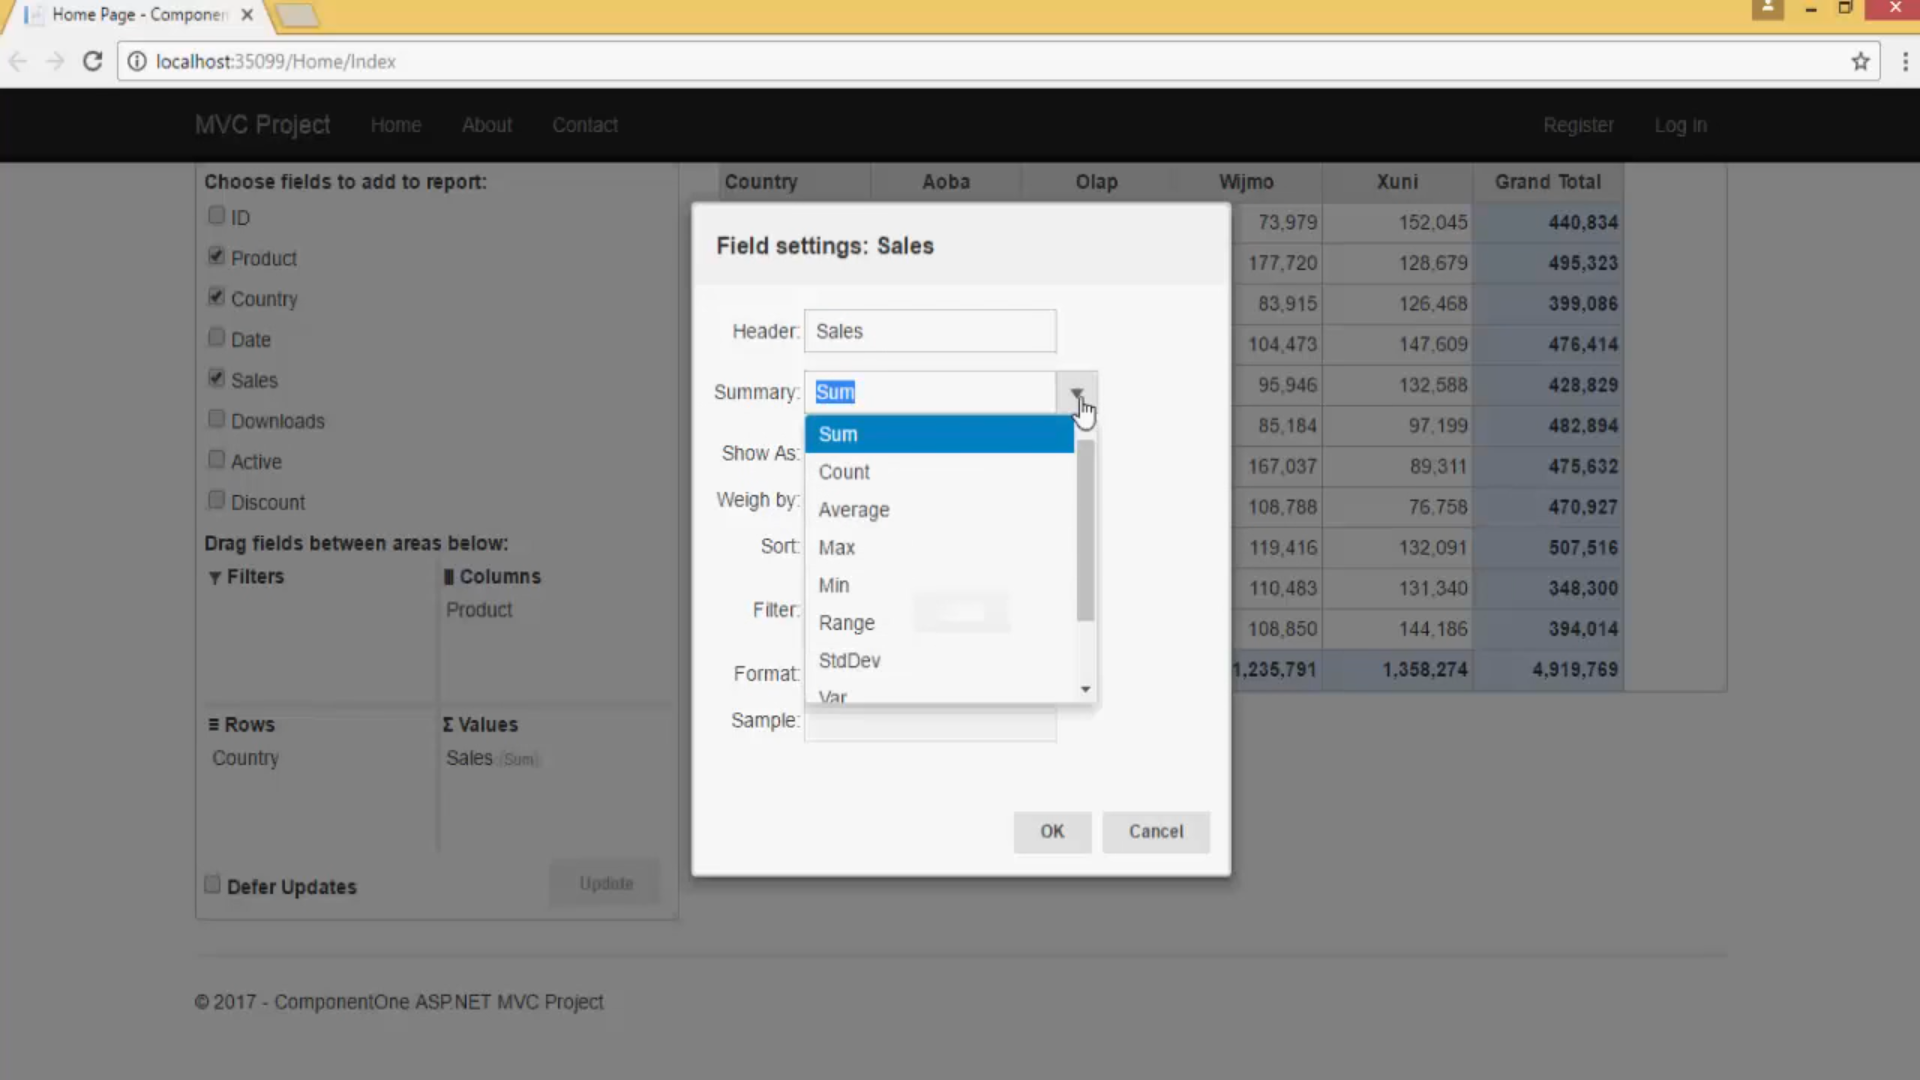 Home Page - Componen
localhost:35099/Home/Index
MVC Project Home About Contact Register Log in
Choose fields to add to report:
ID
Product
Country
Date
Sales
Downloads
Active
Discount
Drag fields between areas below:
Filters
Columns
Product
Rows
Country
Σ Values
Sales (Sum)
Defer Updates
Update
Country Aoba Olap Wijmo Xuni Grand Total
73,979 152,045 440,834
177,720 128,679 495,323
83,915 126,468 399,086
104,473 147,609 476,414
95,946 132,588 428,829
85,184 97,199 482,894
167,037 89,311 475,632
108,788 76,758 470,927
119,416 132,091 507,516
110,483 131,340 348,300
108,850 144,186 394,014
1,235,791 1,358,274 4,919,769
Field settings: Sales
Header: Sales
Summary: Sum
Sum
Count
Average
Max
Min
Range
StdDev
Var
Show As:
Weigh by:
Sort:
Filter:
Format:
Sample:
OK Cancel
© 2017 - ComponentOne ASP.NET MVC Project